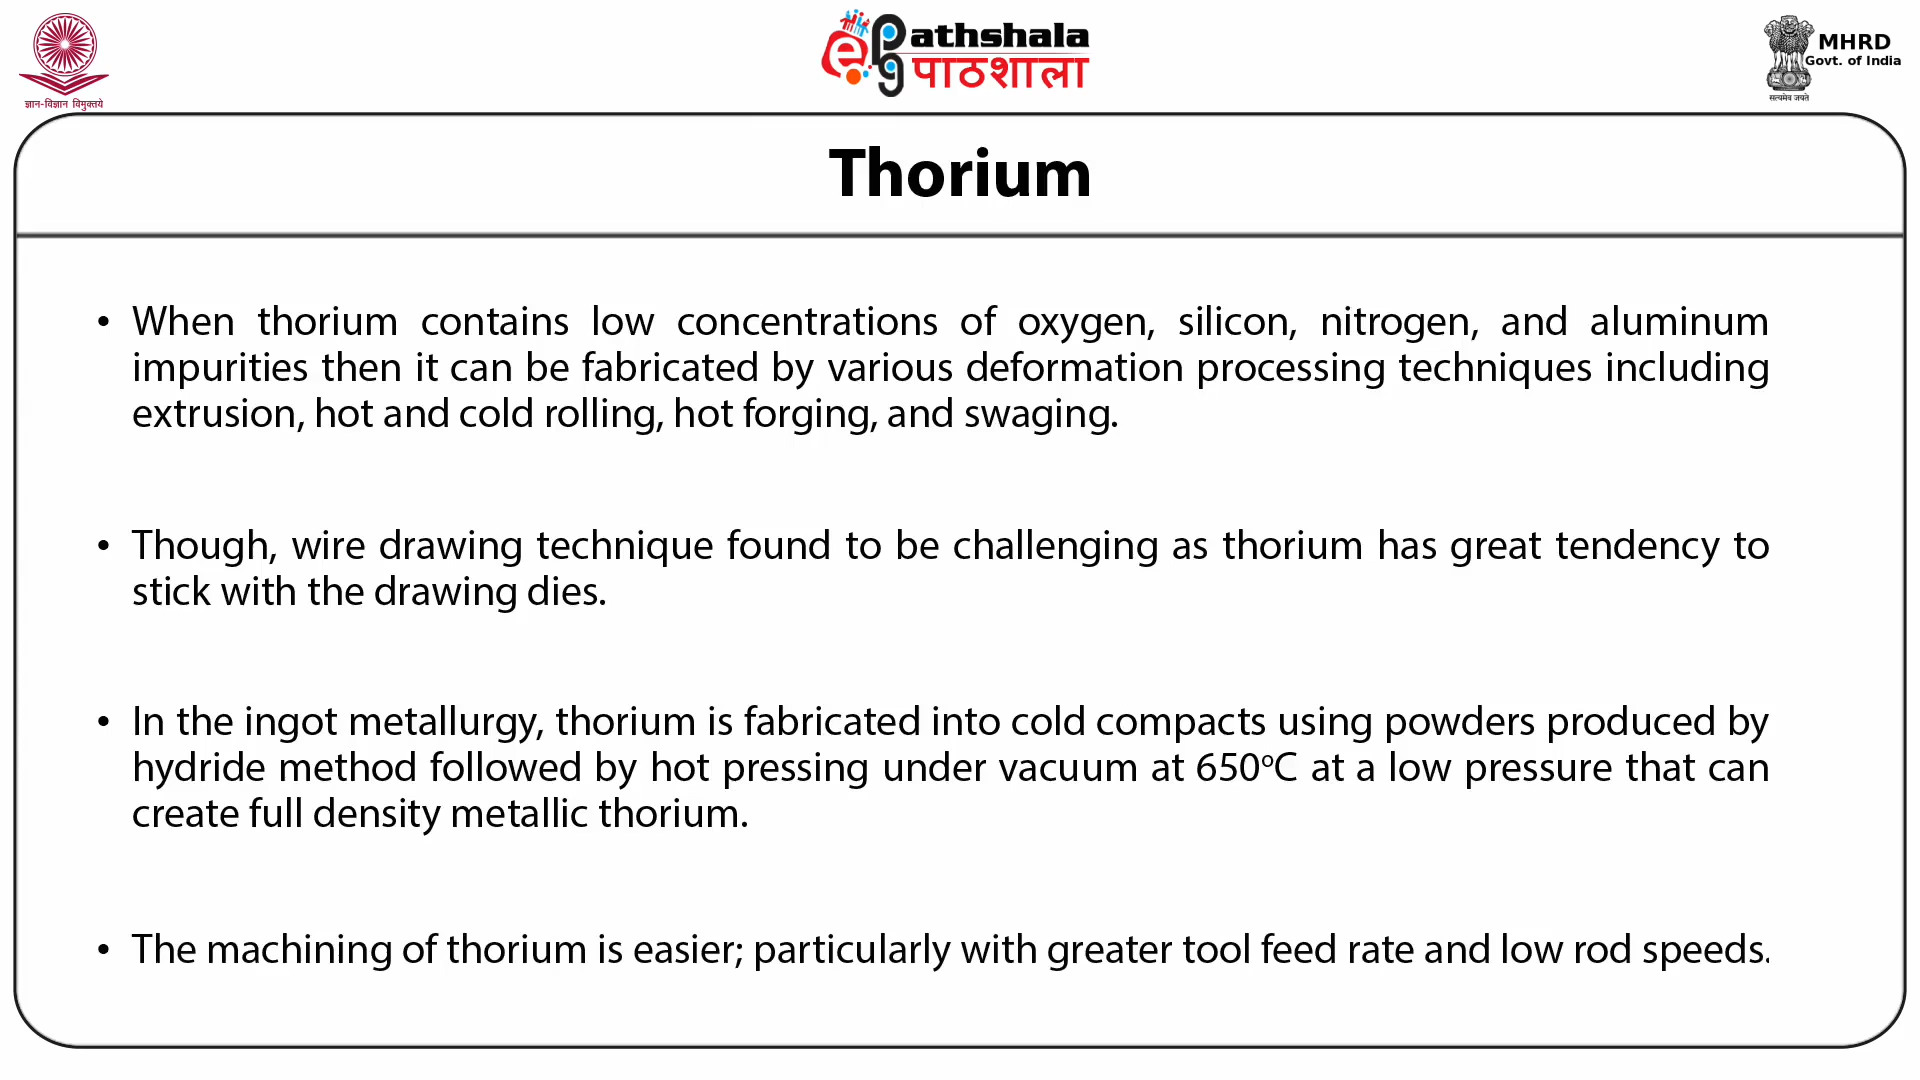 ज्ञान-विज्ञान विमुक्तये
ePg athshala
पाठशाला
MHRD
Govt. of India
सत्यमेव जयते
Thorium
• When thorium contains low concentrations of oxygen, silicon, nitrogen, and aluminum
impurities then it can be fabricated by various deformation processing techniques including
extrusion, hot and cold rolling, hot forging, and swaging.
• Though, wire drawing technique found to be challenging as thorium has great tendency to
stick with the drawing dies.
• In the ingot metallurgy, thorium is fabricated into cold compacts using powders produced by
hydride method followed by hot pressing under vacuum at 650°C at a low pressure that can
create full density metallic thorium.
• The machining of thorium is easier; particularly with greater tool feed rate and low rod speeds.